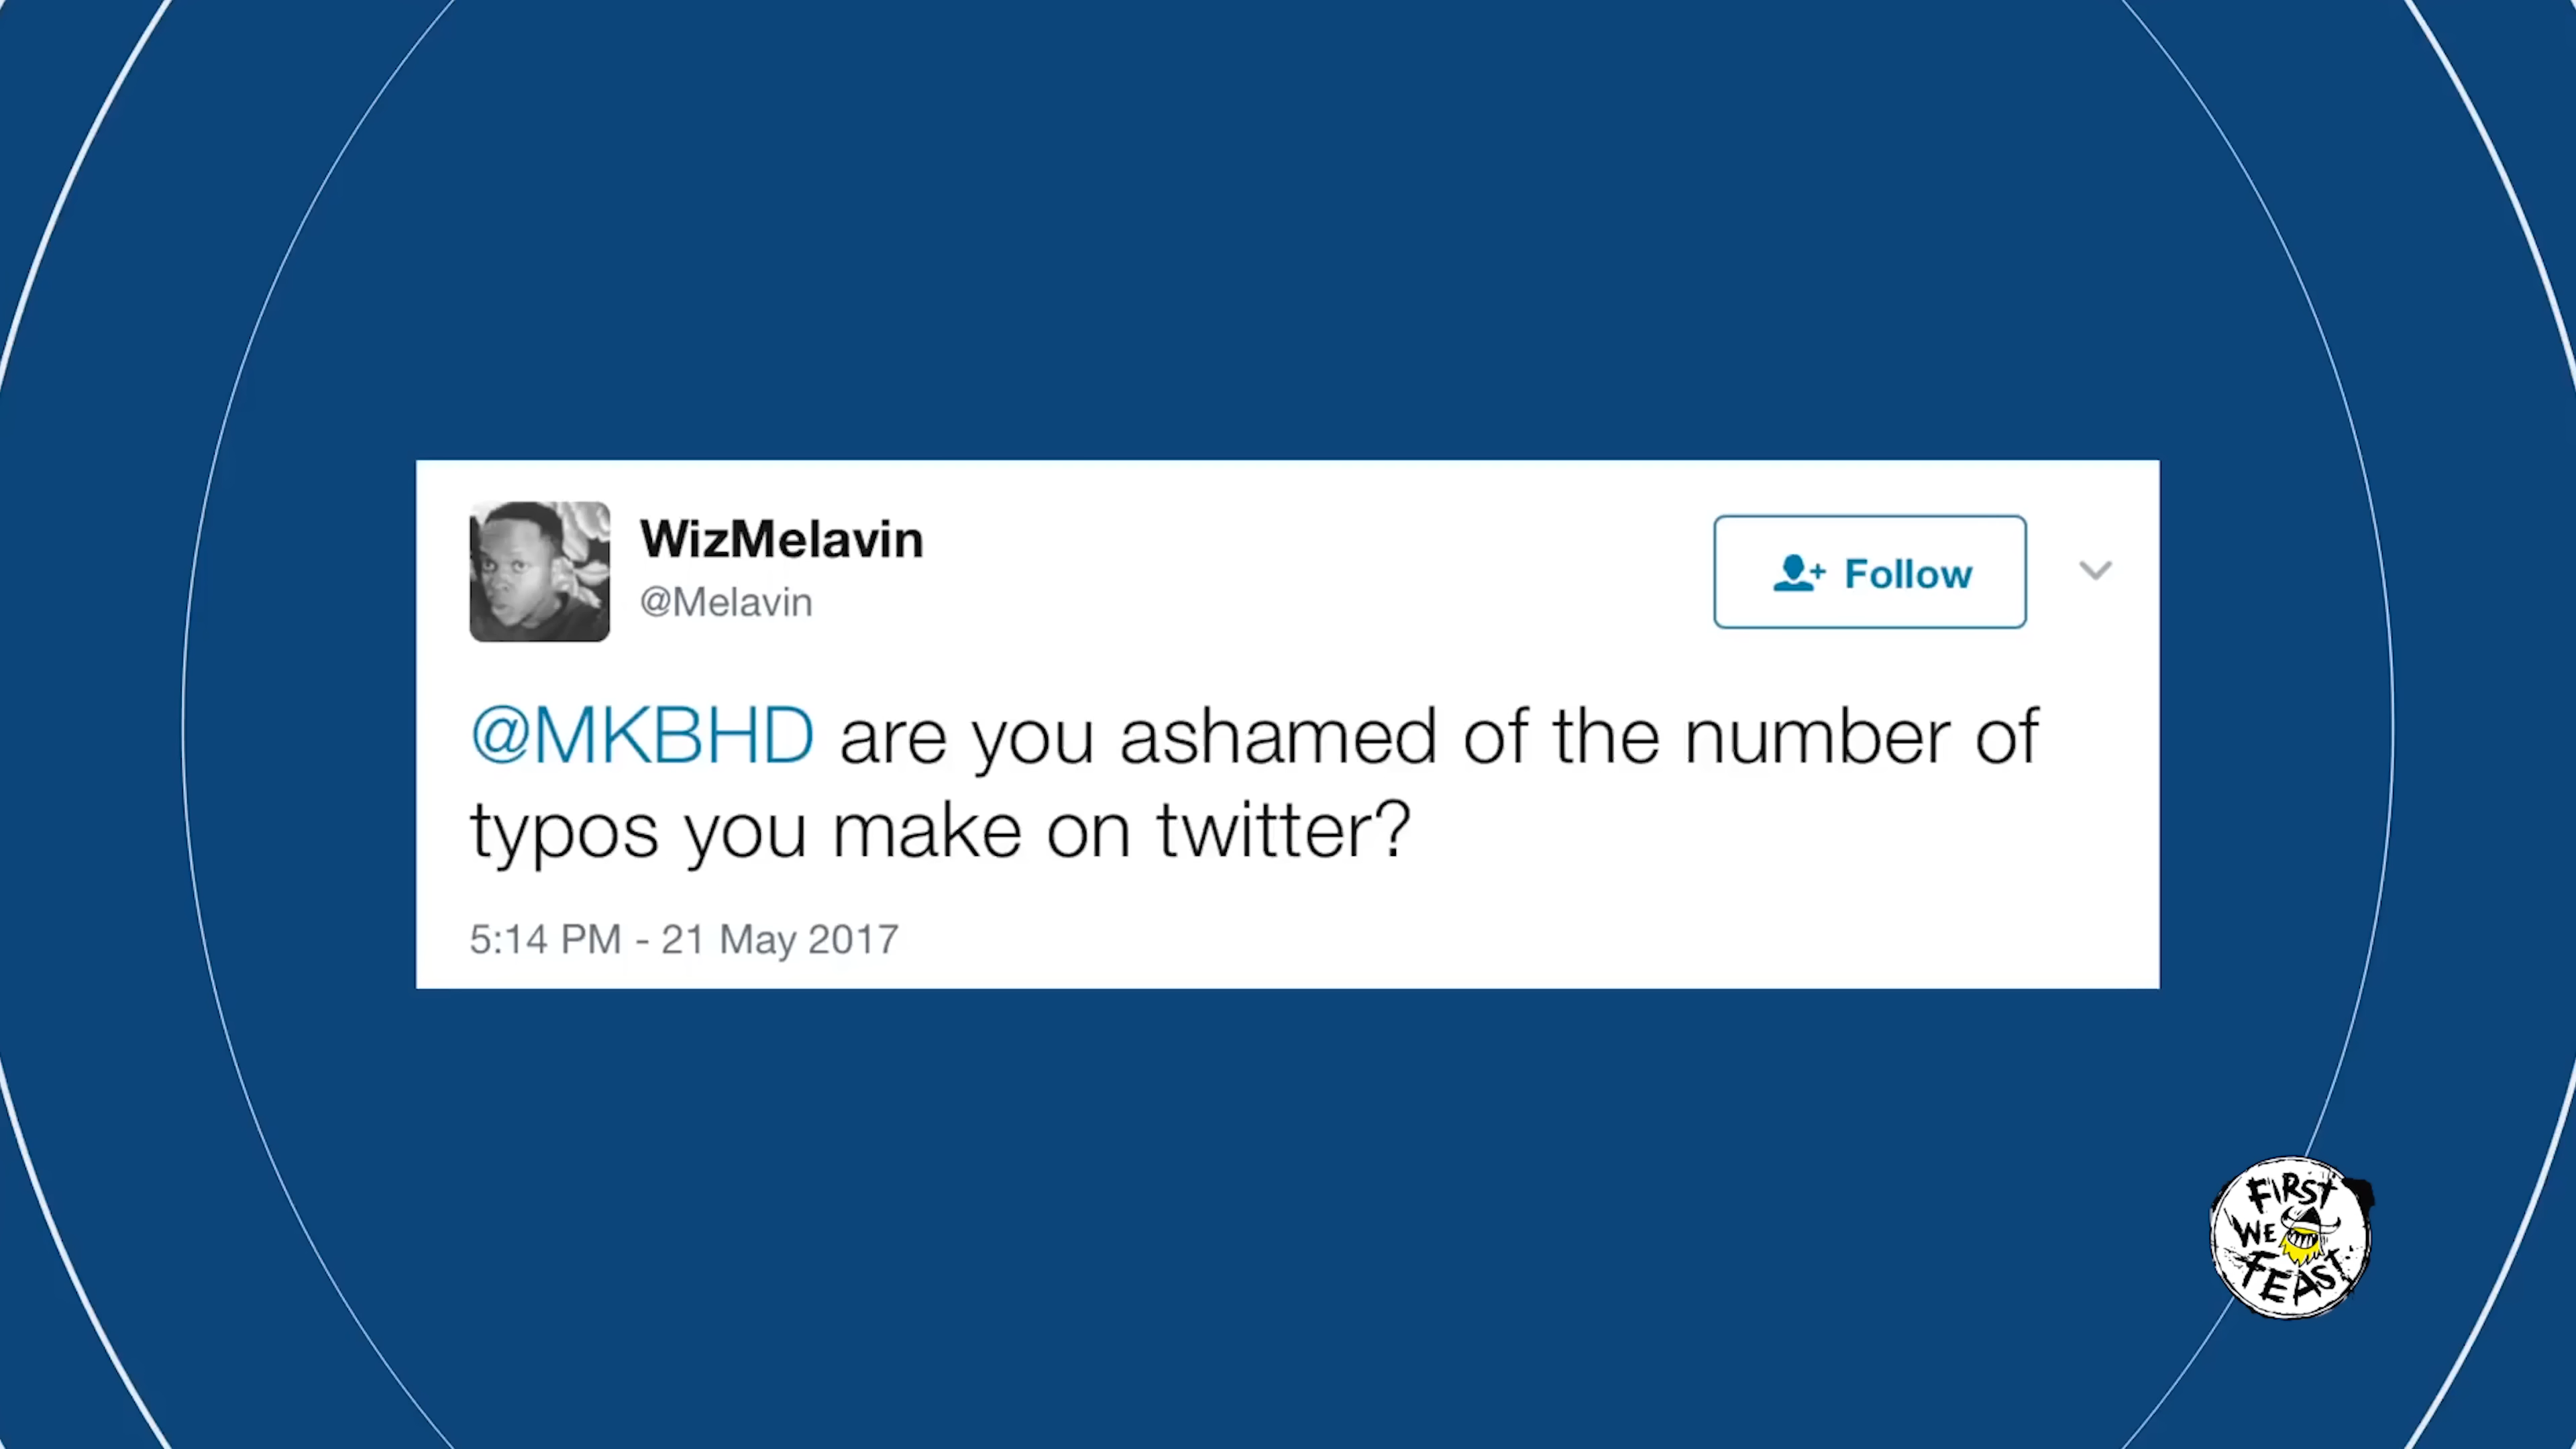 WizMelavin
@Melavin
Follow
@MKBHD are you ashamed of the number of
typos you make on twitter?
5:14 PM - 21 May 2017
FIRST
WE
FEAST